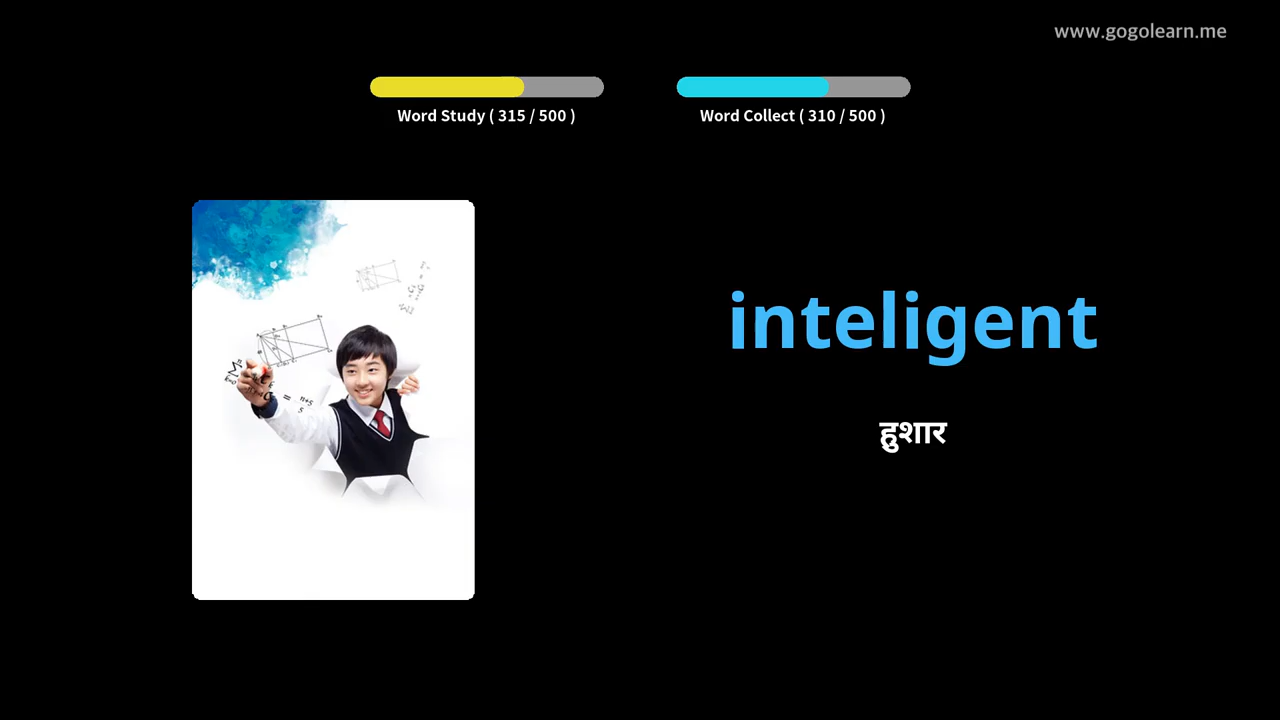 www.gogolearn.me
Word Study ( 315 / 500 )
Word Collect ( 310 / 500 )
inteligent
हुशार